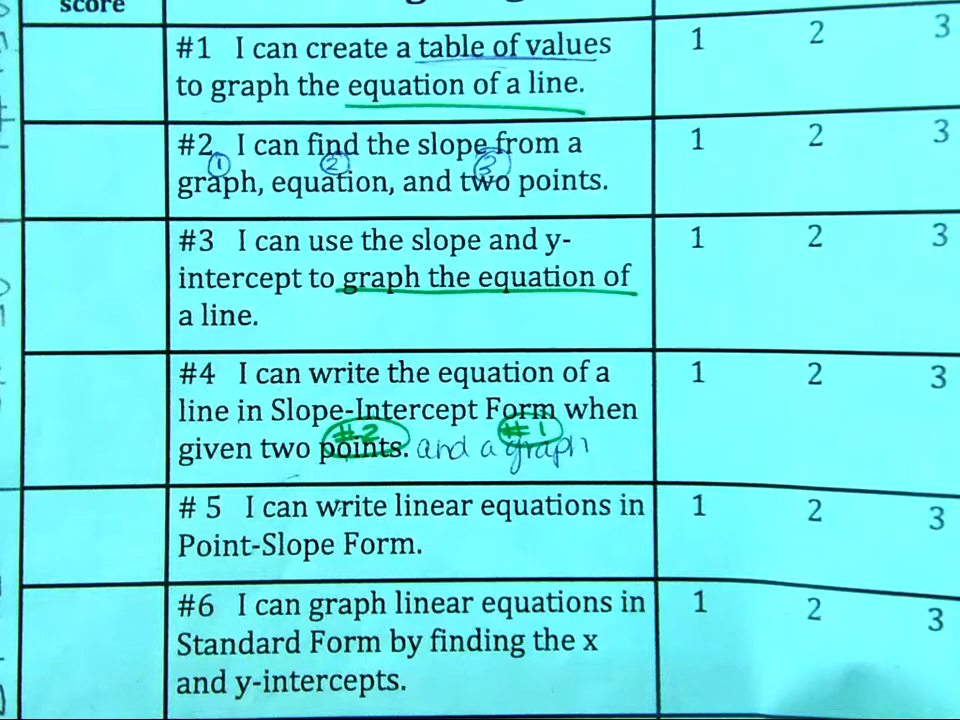 score
#1 I can create a table of values
to graph the equation of a line.
1 2 3
#2 I can find the slope from a
① ② ③
graph, equation, and two points.
1 2 3
#3 I can use the slope and y-
intercept to graph the equation of
a line.
1 2 3
#4 I can write the equation of a
line in Slope-Intercept Form when
#2 #1
given two points. and a graph
1 2 3
# 5 I can write linear equations in
Point-Slope Form.
1 2 3
#6 I can graph linear equations in
Standard Form by finding the x
and y-intercepts.
1 2 3